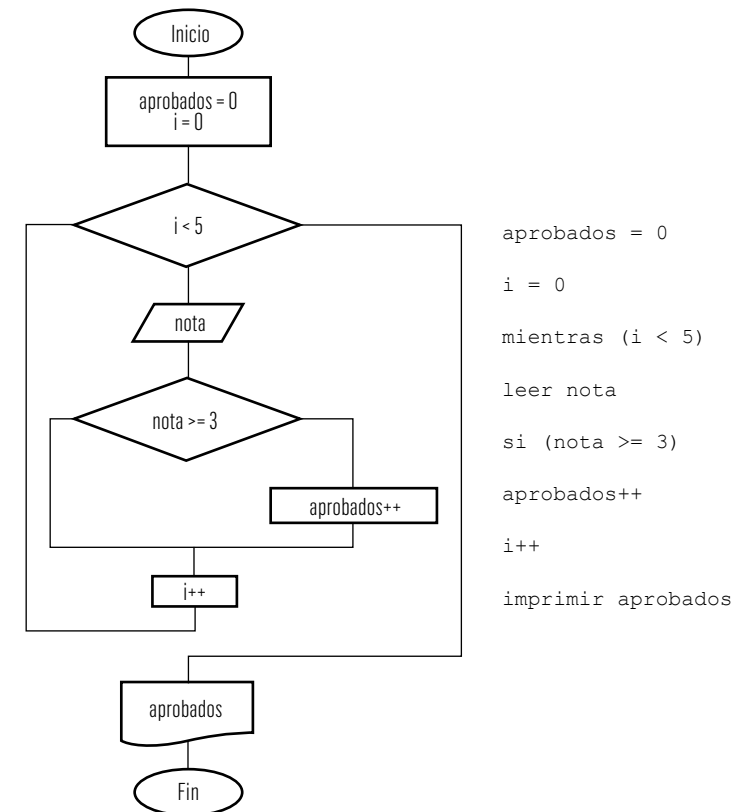 Inicio
aprobados = 0
i = 0
i < 5
nota
nota >= 3
aprobados++
i++
aprobados
Fin
aprobados = 0
i = 0
mientras (i < 5)
leer nota
si (nota >= 3)
aprobados++
i++
imprimir aprobados